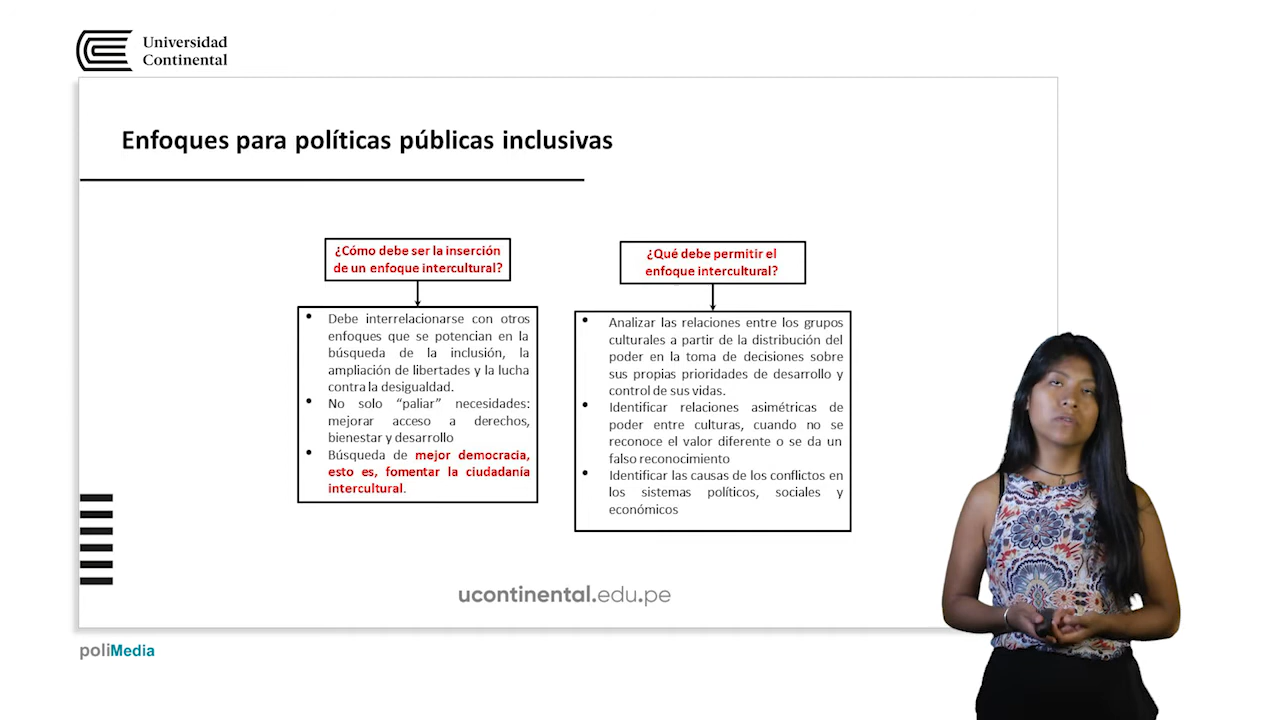 Universidad
Continental
Enfoques para políticas públicas inclusivas
¿Cómo debe ser la inserción
de un enfoque intercultural?
• Debe interrelacionarse con otros
enfoques que se potencian en la
búsqueda de la inclusión, la
ampliación de libertades y la lucha
contra la desigualdad.
• No solo “paliar” necesidades:
mejorar acceso a derechos,
bienestar y desarrollo
• Búsqueda de mejor democracia,
esto es, fomentar la ciudadanía
intercultural.
¿Qué debe permitir el
enfoque intercultural?
• Analizar las relaciones entre los grupos
culturales a partir de la distribución del
poder en la toma de decisiones sobre
sus propias prioridades de desarrollo y
control de sus vidas.
• Identificar relaciones asimétricas de
poder entre culturas, cuando no se
reconoce el valor diferente o se da un
falso reconocimiento
• Identificar las causas de los conflictos en
los sistemas políticos, sociales y
económicos
ucontinental.edu.pe
poliMedia